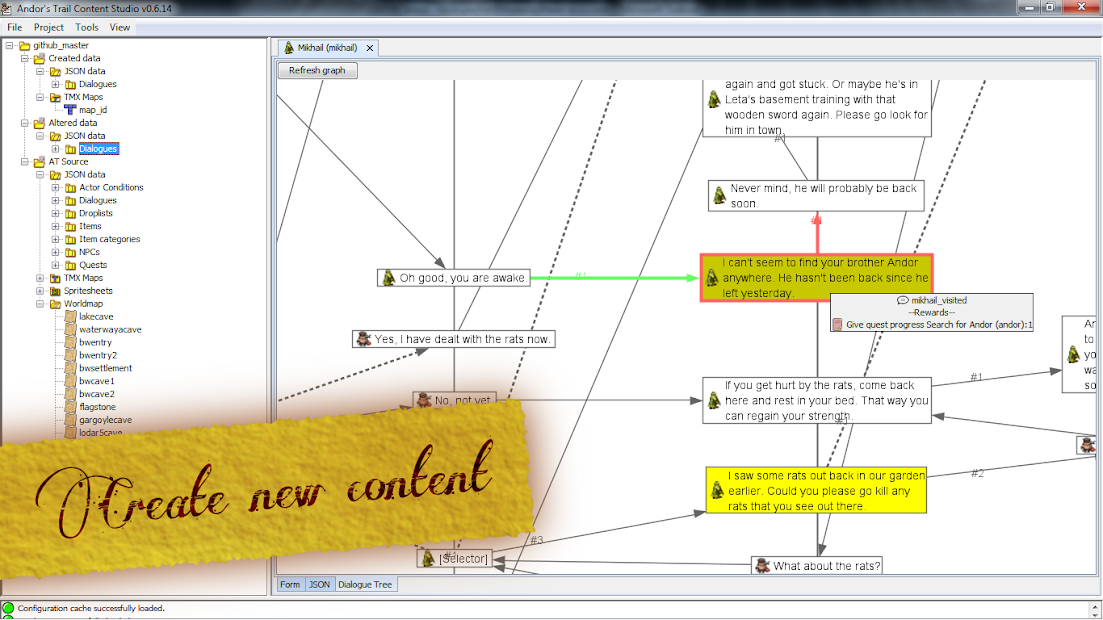 Andor's Trail Content Studio v0.6.14
File Project Tools View
github_master
Created data
JSON data
Dialogues
TMX Maps
map_id
Altered data
JSON data
Dialogues
AT Source
JSON data
Actor Conditions
Dialogues
Droplists
Items
Item categories
NPCs
Quests
TMX Maps
Spritesheets
Worldmap
lakecave
waterwaycave
bwentry
bwentry2
bwsettlement
bwcave1
bwcave2
flagstone
gargoylecave
lodar5cave
Create new content
Mikhail (mikhail)
Refresh graph
again and got stuck. Or maybe he's in
Leta's basement training with that
wooden sword again. Please go look for
him in town.
Never mind, he will probably be back
soon.
Oh good, you are awake.
I can't seem to find your brother Andor
anywhere. He hasn't been back since he
left yesterday.
mikhail_visited
--Rewards--
Give quest progress Search for Andor (andor):1
Yes, I have dealt with the rats now.
No, not yet
If you get hurt by the rats, come back
here and rest in your bed. That way you
can regain your strength.
#1
I saw some rats out back in our garden
earlier. Could you please go kill any
rats that you see out there.
#2
#3
[Selector]
What about the rats?
Form JSON Dialogue Tree
Configuration cache successfully loaded.